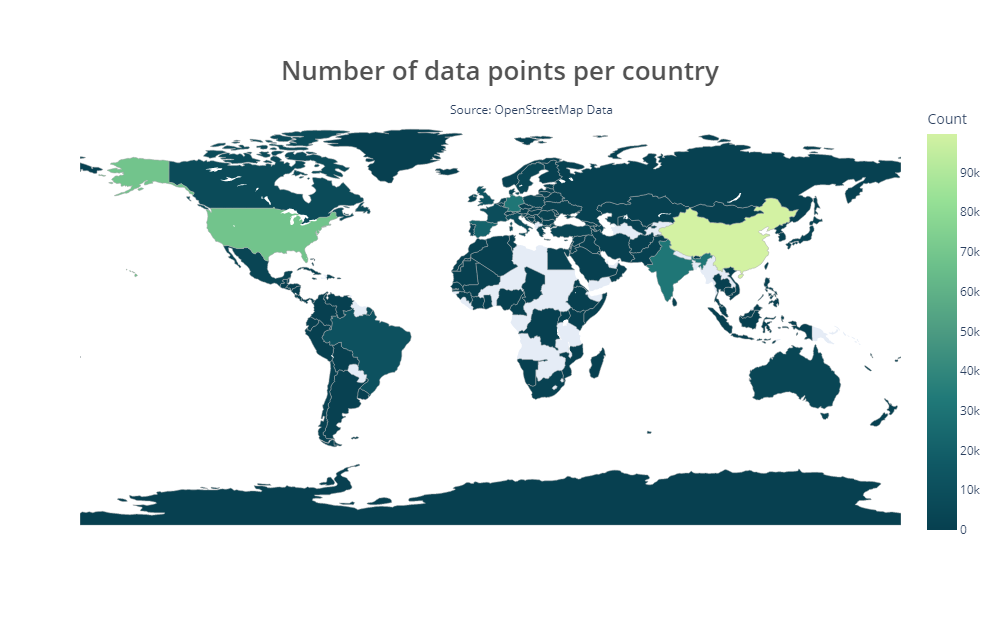 Number of data points per country
Source: OpenStreetMap Data
Count
90k
80k
70k
60k
50k
40k
30k
20k
10k
0